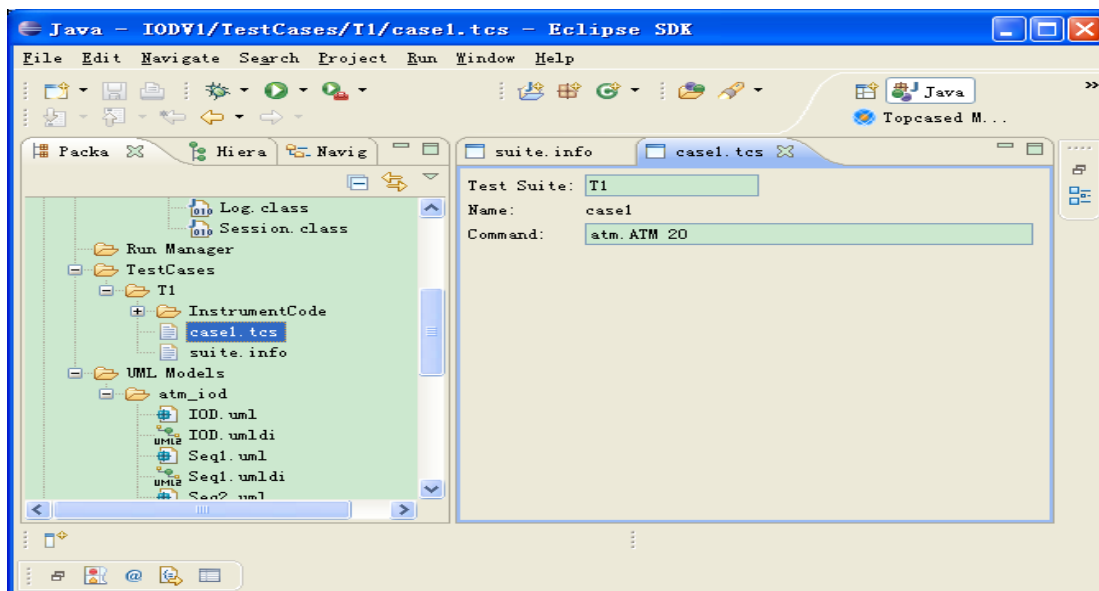 Java - IODV1/TestCases/T1/case1.tcs - Eclipse SDK
File Edit Navigate Search Project Run Window Help
Java
Topcased M...
Packa Hiera Navig
suite.info case1.tcs
Log.class
Session.class
Run Manager
TestCases
T1
InstrumentCode
case1.tcs
suite.info
UML Models
atm_iod
IOD.uml
IOD.umldi
Seq1.uml
Seq1.umldi
Seq2.uml
Test Suite: T1
Name: case1
Command: atm.ATM 20